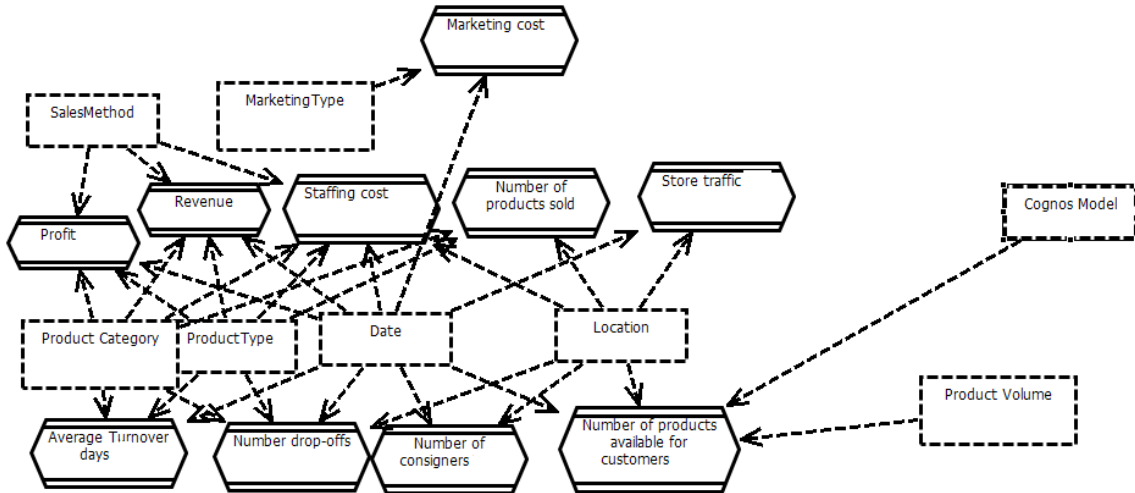 Marketing cost
MarketingType
SalesMethod
Revenue
Staffing cost
Number of
products sold
Store traffic
Cognos Model
Profit
Product Category
ProductType
Date
Location
Product Volume
Average Turnover
days
Number drop-offs
Number of
consigners
Number of products
available for
customers